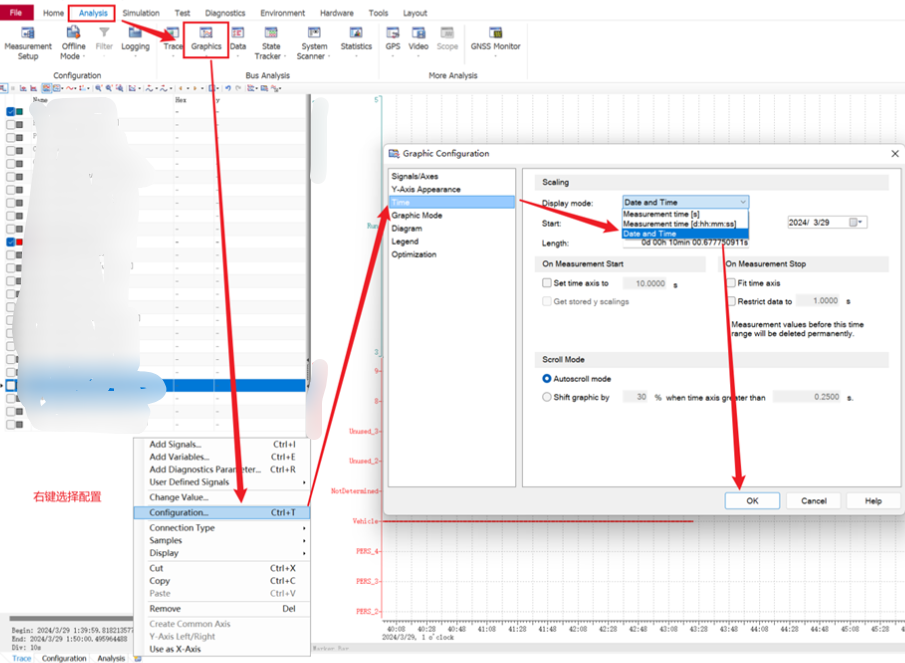 File Home Analysis Simulation Test Diagnostics Environment Hardware Tools Layout
Measurement Setup Offline Mode Filter Logging Trace Graphics Data State Tracker System Scanner Statistics GPS Video Scope GNSS Monitor
Configuration Bus Analysis More Analysis
Name Hex
5
Graphic Configuration
Signals/Axes
Y-Axis Appearance
Time
Graphic Mode
Diagram
Legend
Optimization
Scaling
Display mode: Date and Time
Measurement time [s]
Measurement time [d:hh:mm:ss]
Date and Time
Start: 2024/ 3/29
Length: 0d 00h 10min 00.677750911s
On Measurement Start On Measurement Stop
Set time axis to 10.0000 s Fit time axis
Get stored y scalings Restrict data to 1.0000 s
Measurement values before this time
range will be deleted permanently.
Scroll Mode
Autoscroll mode
Shift graphic by 30 % when time axis greater than 0.2500 s.
OK Cancel Help
9
8
Unused_3
Unused_2
NotDetermined
Vehicle
PERS_4
PERS_3
PERS_2
Add Signals... Ctrl+I
Add Variables... Ctrl+E
Add Diagnostics Parameter... Ctrl+R
User Defined Signals
Change Value...
Configuration... Ctrl+T
Connection Type
Samples
Display
Cut Ctrl+X
Copy Ctrl+C
Paste Ctrl+V
Remove Del
Create Common Axis
Y-Axis Left/Right
Use as X-Axis
右键选择配置
40:08 40:28 40:48 41:08 41:28 41:48 42:08 42:28 42:48 43:08 43:28 43:48 44:08 44:28 44:48 45:08 45:28
2024/3/29, 1 o'clock
Begin: 2024/3/29 1:39:59.818213577
End: 2024/3/29 1:50:00.495964488
Div: 10s
Trace Configuration Analysis